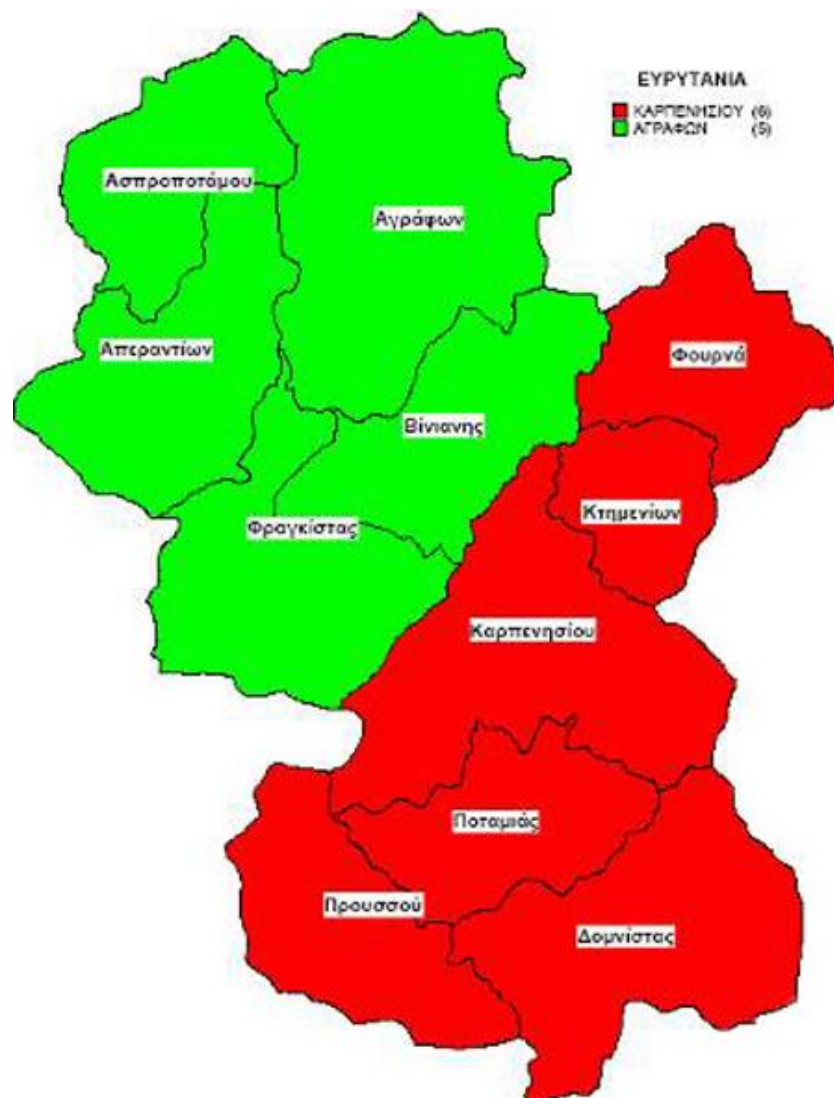 ΕΥΡΥΤΑΝΙΑ
ΚΑΡΠΕΝΗΣΙΟΥ (6)
ΑΓΡΑΦΩΝ (5)
Ασπροποτάμου
Αγράφων
Απεραντίων
Φουρνά
Βίνιανης
Κτημενίων
Φραγκίστας
Καρπενησίου
Ποταμιάς
Προυσσού
Δομνίστας